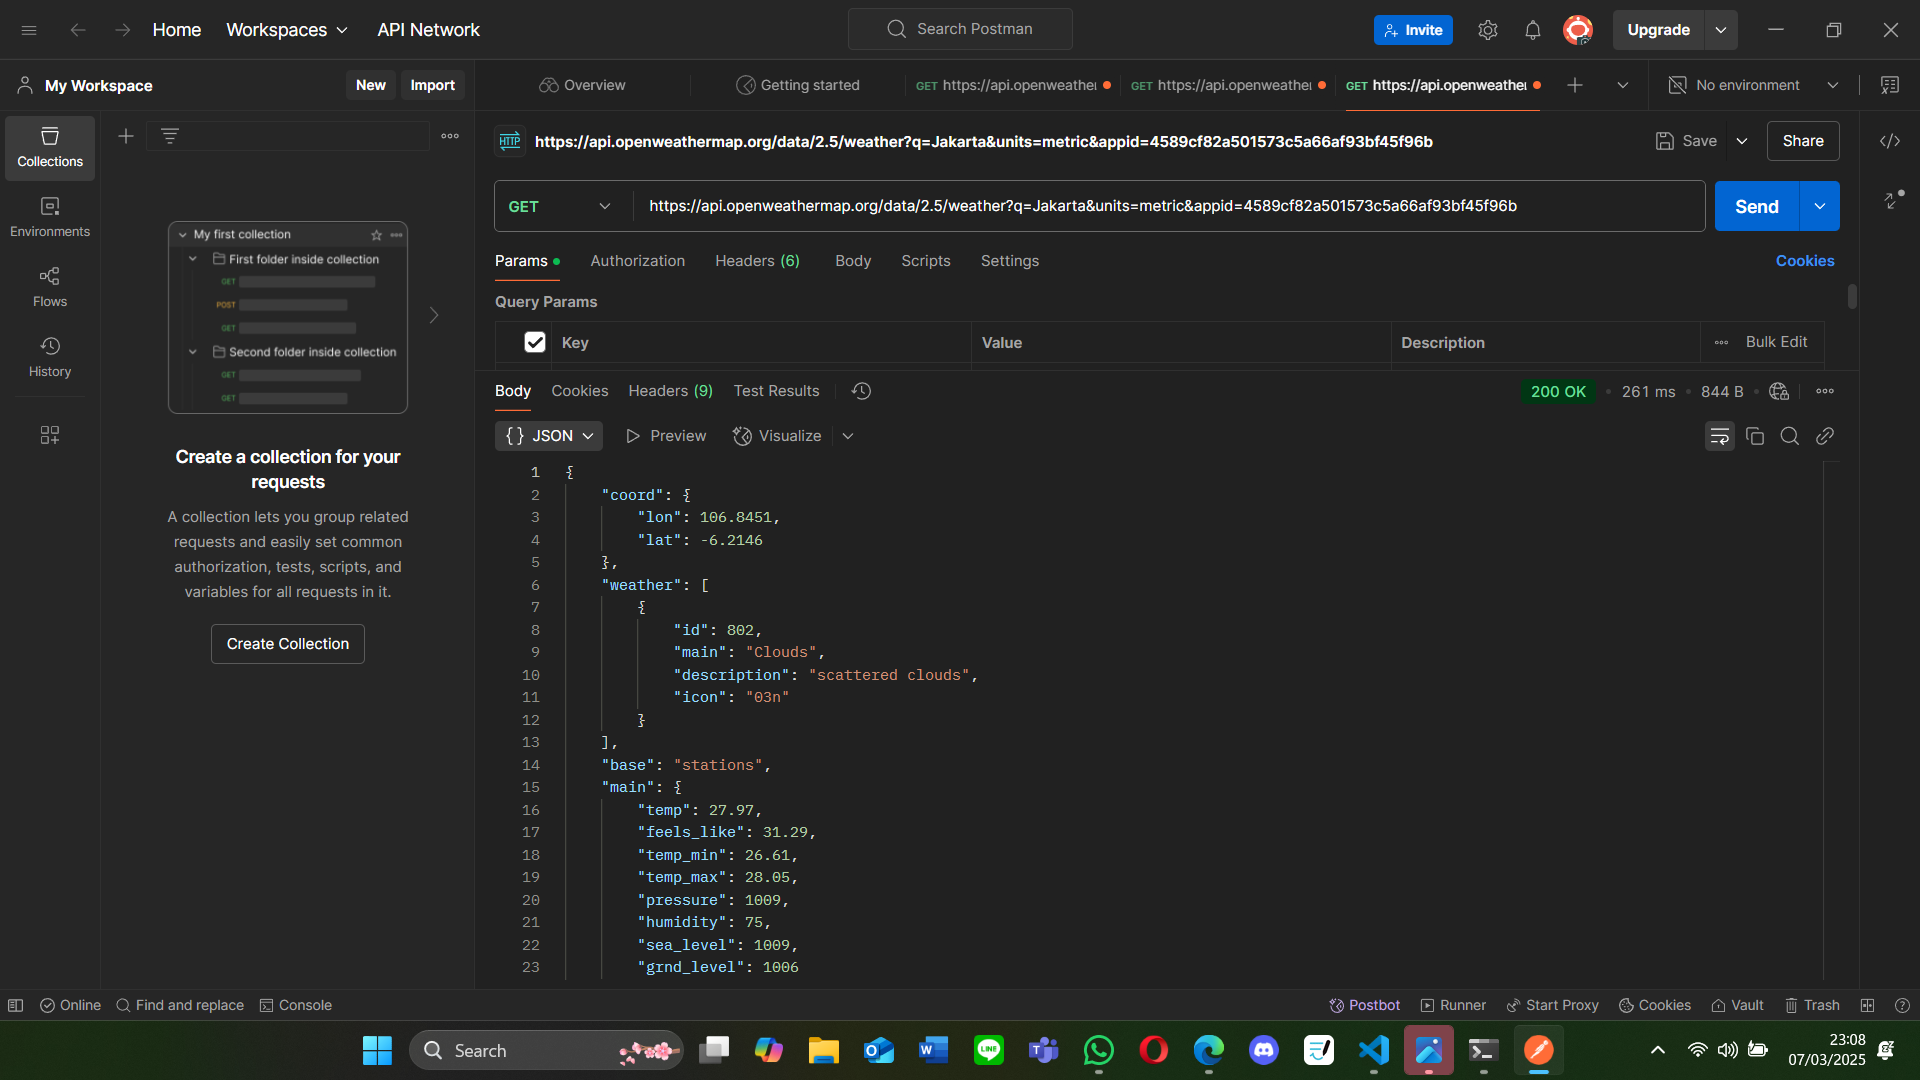 Home
Workspaces
API Network
Search Postman
Invite
Upgrade
My Workspace
New
Import
Overview
Getting started
GET https://api.openweather
GET https://api.openweather
GET https://api.openweather
No environment
Collections
Environments
Flows
History
My first collection
First folder inside collection
GET
POST
GET
Second folder inside collection
GET
GET
Create a collection for your
requests
A collection lets you group related
requests and easily set common
authorization, tests, scripts, and
variables for all requests in it.
Create Collection
HTTP https://api.openweathermap.org/data/2.5/weather?q=Jakarta&units=metric&appid=4589cf82a501573c5a66af93bf45f96b
Save
Share
GET
https://api.openweathermap.org/data/2.5/weather?q=Jakarta&units=metric&appid=4589cf82a501573c5a66af93bf45f96b
Send
Params
Authorization
Headers (6)
Body
Scripts
Settings
Cookies
Query Params
Key
Value
Description
Bulk Edit
Body
Cookies
Headers (9)
Test Results
200 OK
261 ms
844 B
{} JSON
Preview
Visualize
1 {
2 "coord": {
3 "lon": 106.8451,
4 "lat": -6.2146
5 },
6 "weather": [
7 {
8 "id": 802,
9 "main": "Clouds",
10 "description": "scattered clouds",
11 "icon": "03n"
12 }
13 ],
14 "base": "stations",
15 "main": {
16 "temp": 27.97,
17 "feels_like": 31.29,
18 "temp_min": 26.61,
19 "temp_max": 28.05,
20 "pressure": 1009,
21 "humidity": 75,
22 "sea_level": 1009,
23 "grnd_level": 1006
Online
Find and replace
Console
Postbot
Runner
Start Proxy
Cookies
Vault
Trash
Search
LINE
23:08
07/03/2025